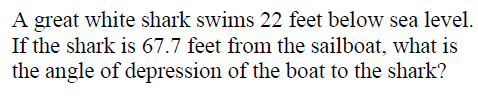 A great white shark swims 22 feet below sea level.
If the shark is 67.7 feet from the sailboat, what is
the angle of depression of the boat to the shark?